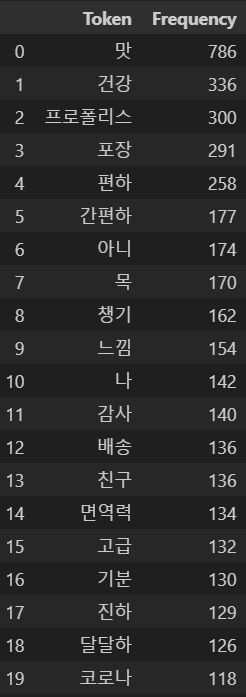 Token Frequency
0 맛 786
1 건강 336
2 프로폴리스 300
3 포장 291
4 편하 258
5 간편하 177
6 아니 174
7 목 170
8 챙기 162
9 느낌 154
10 나 142
11 감사 140
12 배송 136
13 친구 136
14 면역력 134
15 고급 132
16 기분 130
17 진하 129
18 달달하 126
19 코로나 118